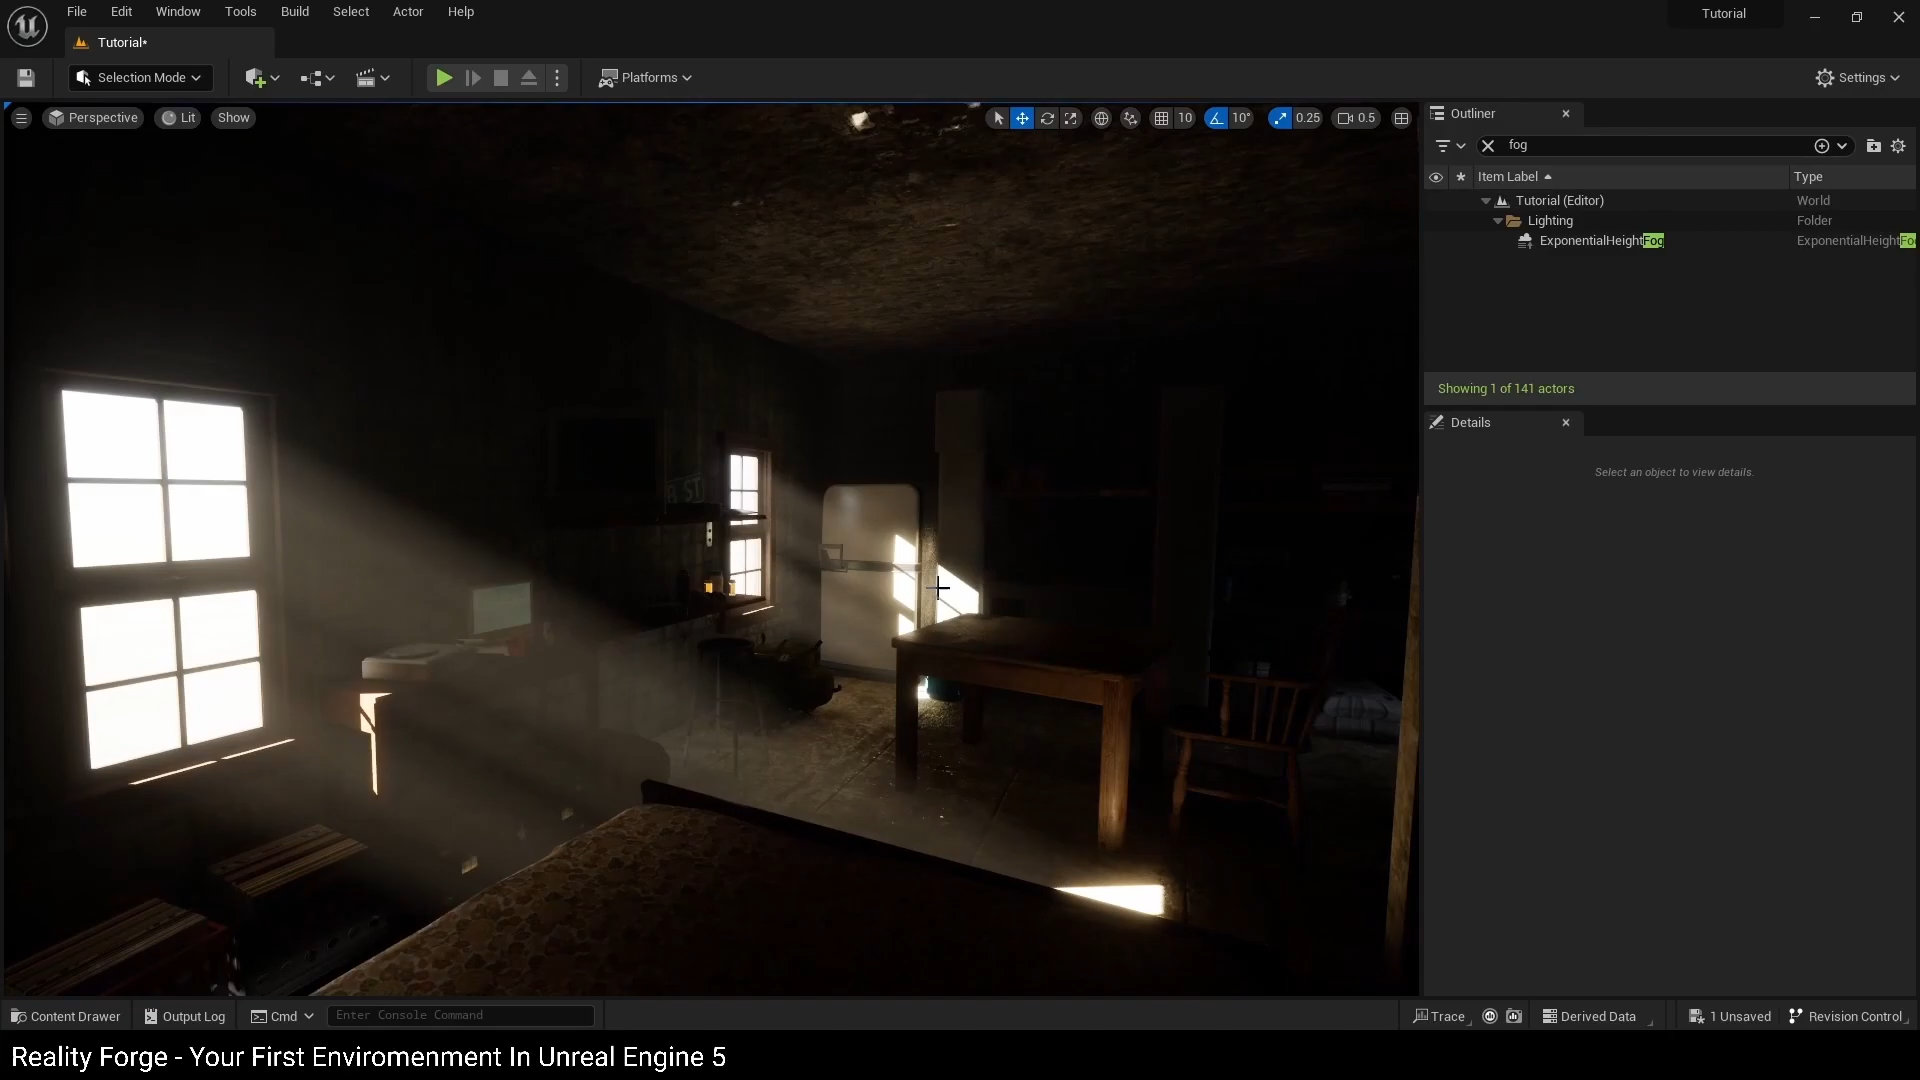 File Edit Window Tools Build Select Actor Help
Tutorial
Tutorial*
Selection Mode
Platforms
Settings
Perspective Lit Show
10 10° 0.25 0.5
Outliner
fog
Item Label Type
Tutorial (Editor) World
Lighting Folder
ExponentialHeightFog ExponentialHeightFo
Showing 1 of 141 actors
Details
Select an object to view details.
Content Drawer Output Log Cmd Enter Console Command
Trace Derived Data 1 Unsaved Revision Control
Reality Forge - Your First Enviromenment In Unreal Engine 5